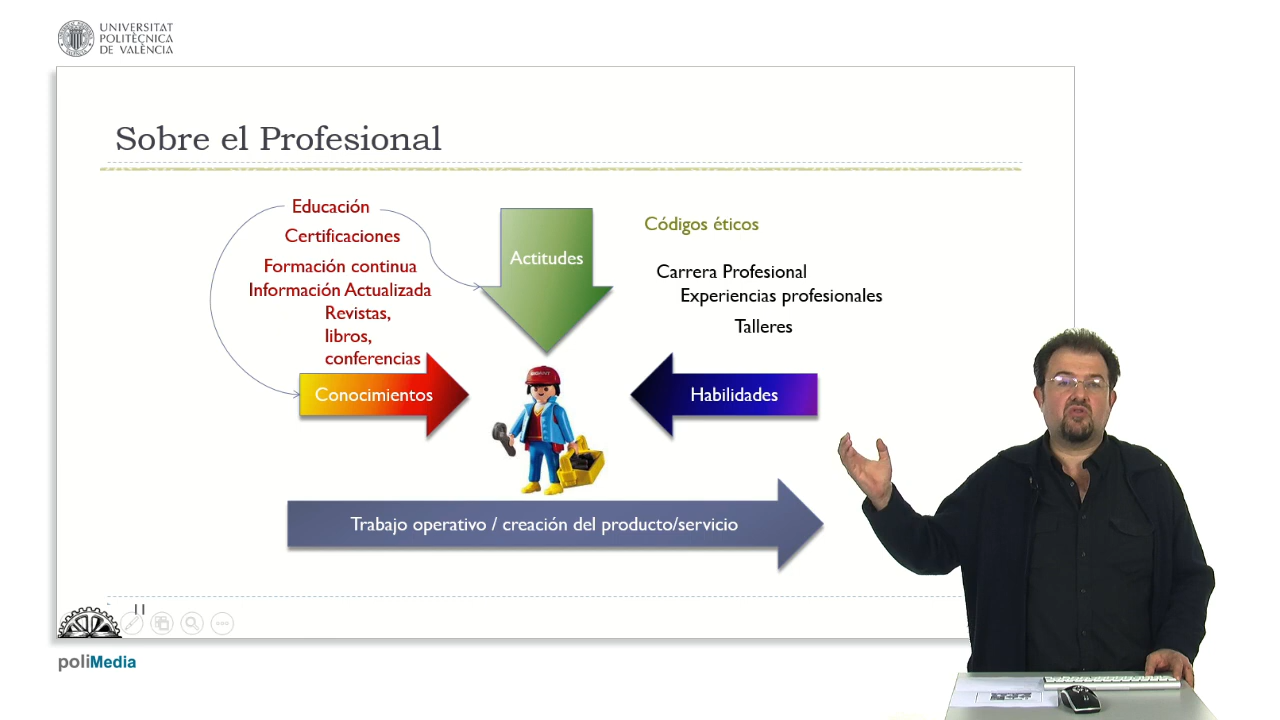 UNIVERSITAT
POLITÈCNICA
DE VALÈNCIA
Sobre el Profesional
Educación
Certificaciones
Formación continua
Información Actualizada
Revistas,
libros,
conferencias
Conocimientos
Actitudes
Códigos éticos
Carrera Profesional
Experiencias profesionales
Talleres
Habilidades
Trabajo operativo / creación del producto/servicio
11
poliMedia